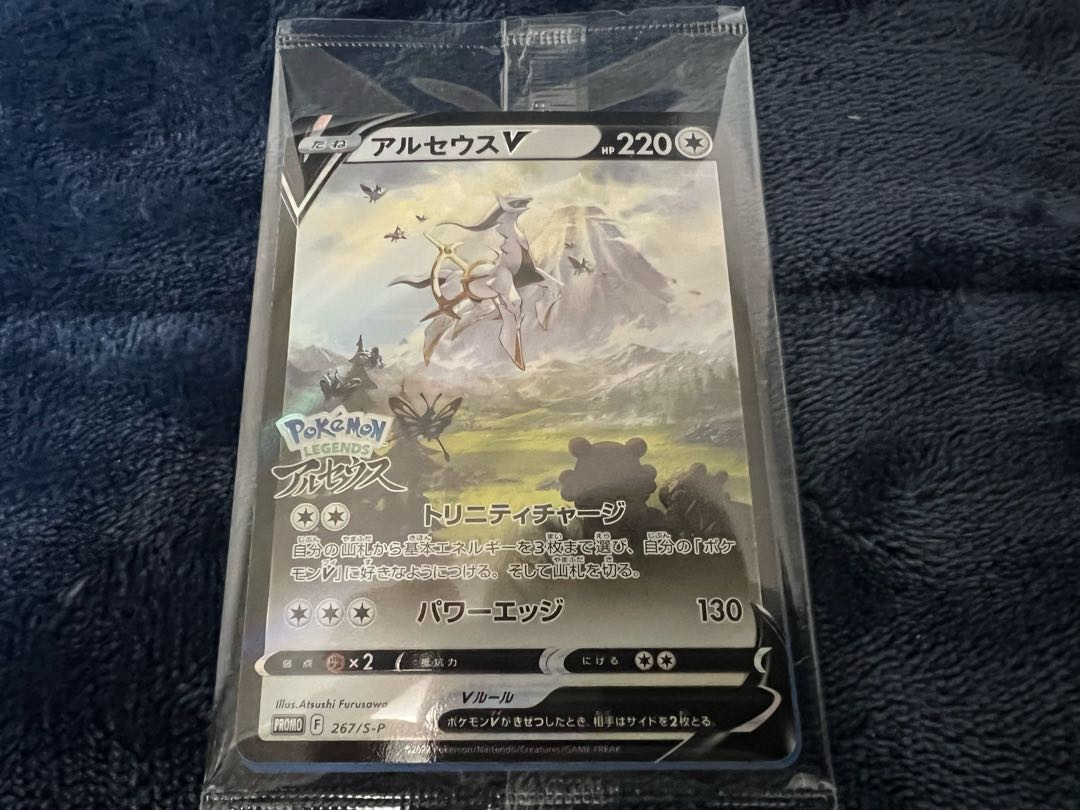 たね アルセウスV HP 220
POKéMON
LEGENDS
アルセウス
トリニティチャージ
自分の山札から基本エネルギーを3枚まで選び、自分の「ポケ
モンV」に好きなようにつける。そして山札を切る。
パワーエッジ 130
弱点 ×2 抵抗力 にげる
Illus.Atsushi Furusawa
Vルール
PROMO F 267/S-P
ポケモンVがきぜつしたとき、相手はサイドを2枚とる。
Pokémon/Nintendo/Creatures/GAME FREAK